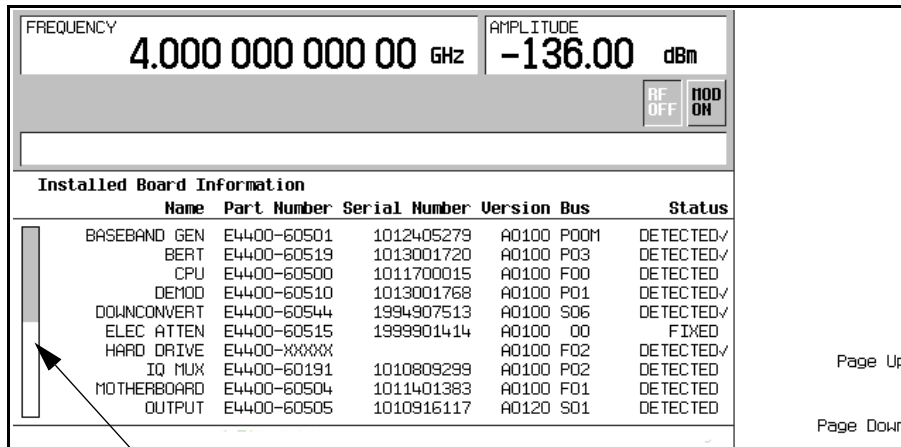 FREQUENCY
4.000 000 000 00 GHz
AMPLITUDE
-136.00 dBm
RF OFF
MOD ON
Installed Board Information
Name Part Number Serial Number Version Bus Status
BASEBAND GEN E4400-60501 1012405279 A0100 P00M DETECTED✓
BERT E4400-60519 1013001720 A0100 P03 DETECTED✓
CPU E4400-60500 1011700015 A0100 F00 DETECTED
DEMOD E4400-60510 1013001768 A0100 P01 DETECTED✓
DOWNCONVERT E4400-60544 1994907513 A0100 S06 DETECTED✓
ELEC ATTEN E4400-60515 1999901414 A0100 00 FIXED
HARD DRIVE E4400-XXXXX A0100 F02 DETECTED✓
IQ MUX E4400-60191 1010809299 A0100 P02 DETECTED
MOTHERBOARD E4400-60504 1011401383 A0100 F01 DETECTED
OUTPUT E4400-60505 1010916117 A0120 S01 DETECTED
Page Up
Page Down